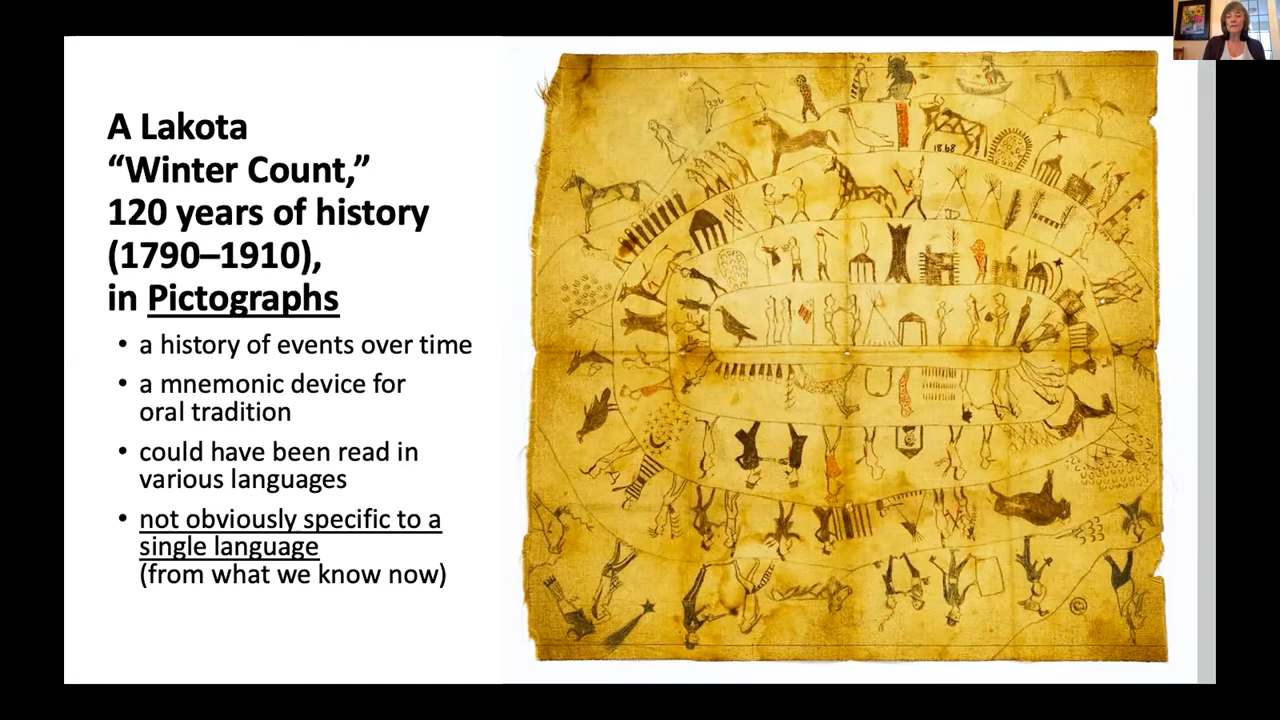 A Lakota
“Winter Count,”
120 years of history
(1790–1910),
in Pictographs
• a history of events over time
• a mnemonic device for
oral tradition
• could have been read in
various languages
• not obviously specific to a
single language
(from what we know now)
1868